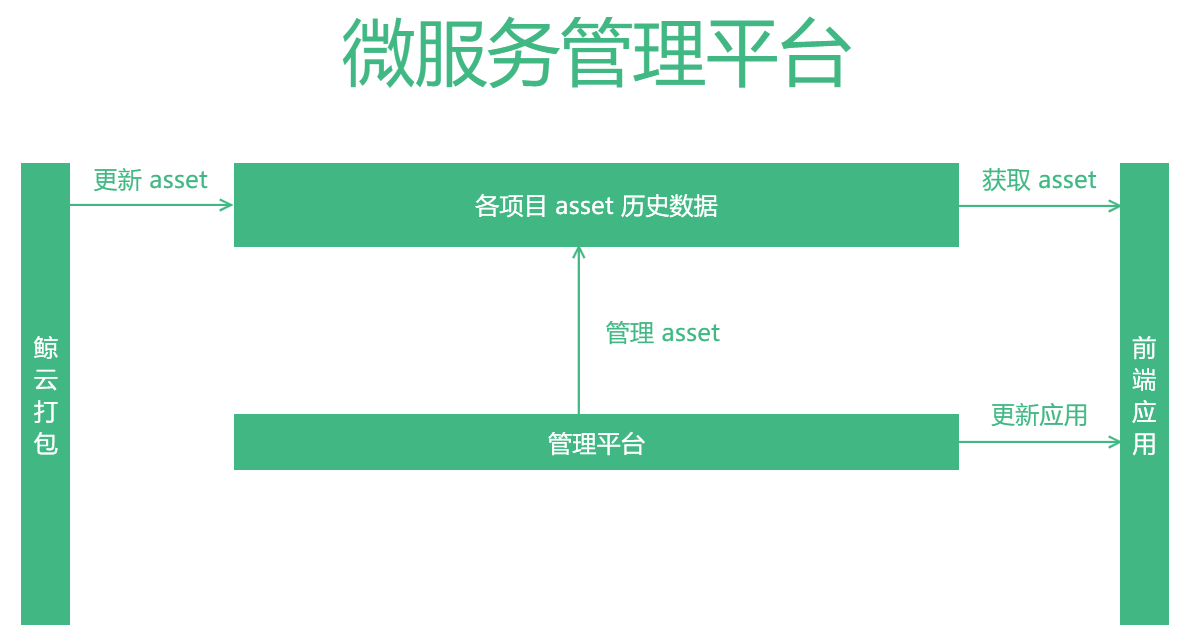 微服务管理平台
更新 asset
各项目 asset 历史数据
获取 asset
鲸云打包
管理 asset
前端应用
管理平台
更新应用